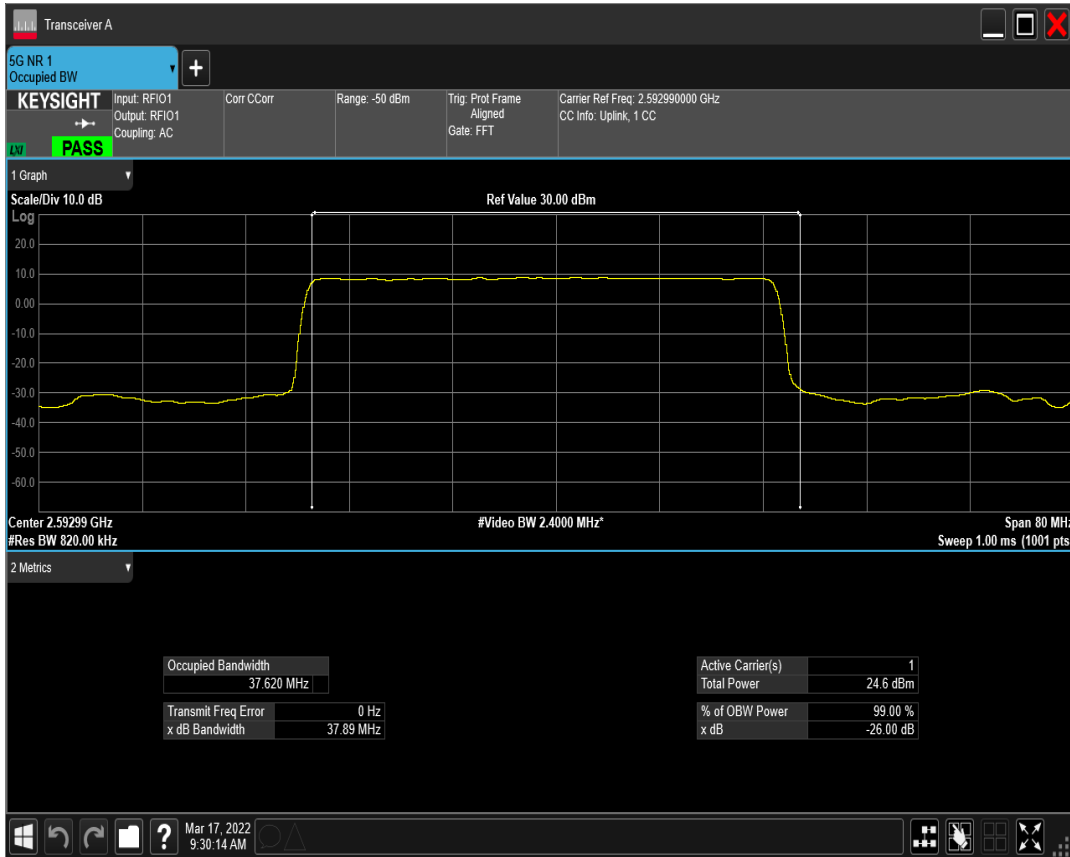 Transceiver A
5G NR 1
Occupied BW
+
KEYSIGHT
LXI
PASS
Input: RFIO1
Output: RFIO1
Coupling: AC
Corr CCorr
Range: -50 dBm
Trig: Prot Frame
Aligned
Gate: FFT
Carrier Ref Freq: 2.592990000 GHz
CC Info: Uplink, 1 CC
1 Graph
Scale/Div 10.0 dB
Ref Value 30.00 dBm
Log
20.0
10.0
0.00
-10.0
-20.0
-30.0
-40.0
-50.0
-60.0
Center 2.59299 GHz
#Video BW 2.4000 MHz*
Span 80 MHz
#Res BW 820.00 kHz
Sweep 1.00 ms (1001 pts
2 Metrics
Occupied Bandwidth
37.620 MHz
Transmit Freq Error 0 Hz
x dB Bandwidth 37.89 MHz
Active Carrier(s) 1
Total Power 24.6 dBm
% of OBW Power 99.00 %
x dB -26.00 dB
?
Mar 17, 2022
9:30:14 AM